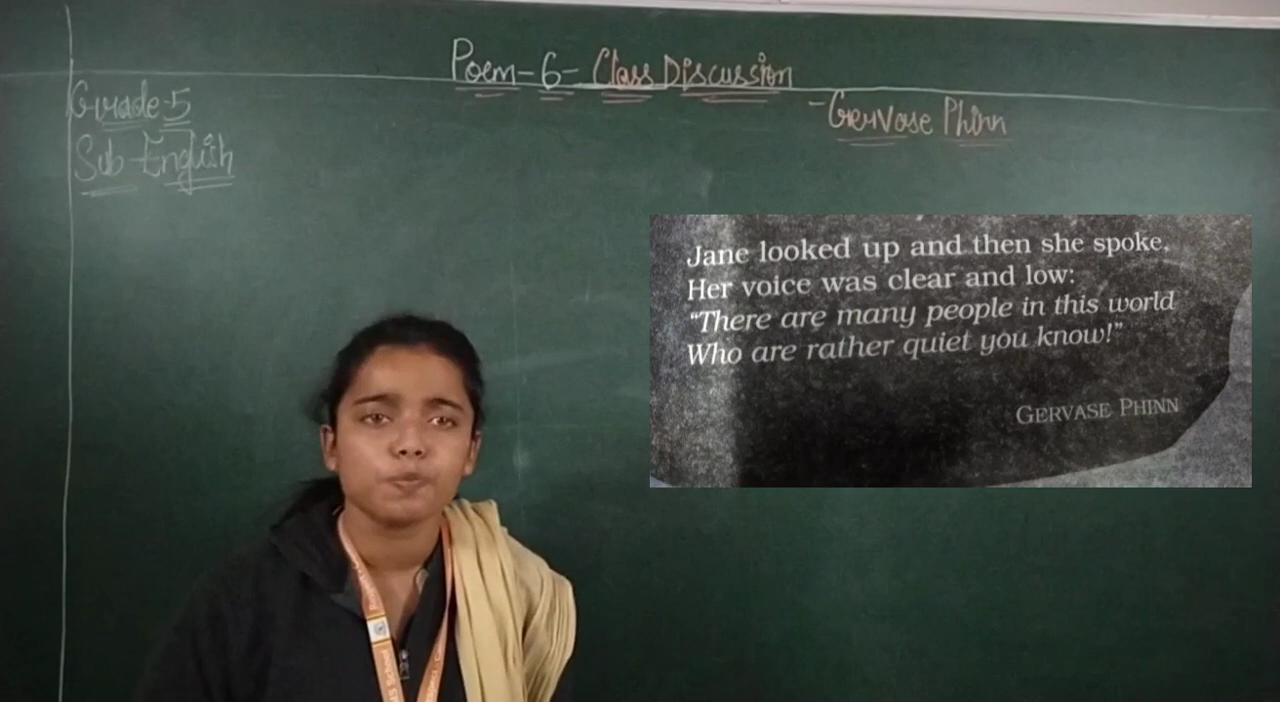 Poem-6- Class Discussion
-Gervase Phinn
Grade-5
Sub-English
Jane looked up and then she spoke,
Her voice was clear and low:
"There are many people in this world
Who are rather quiet you know!"
GERVASE PHINN